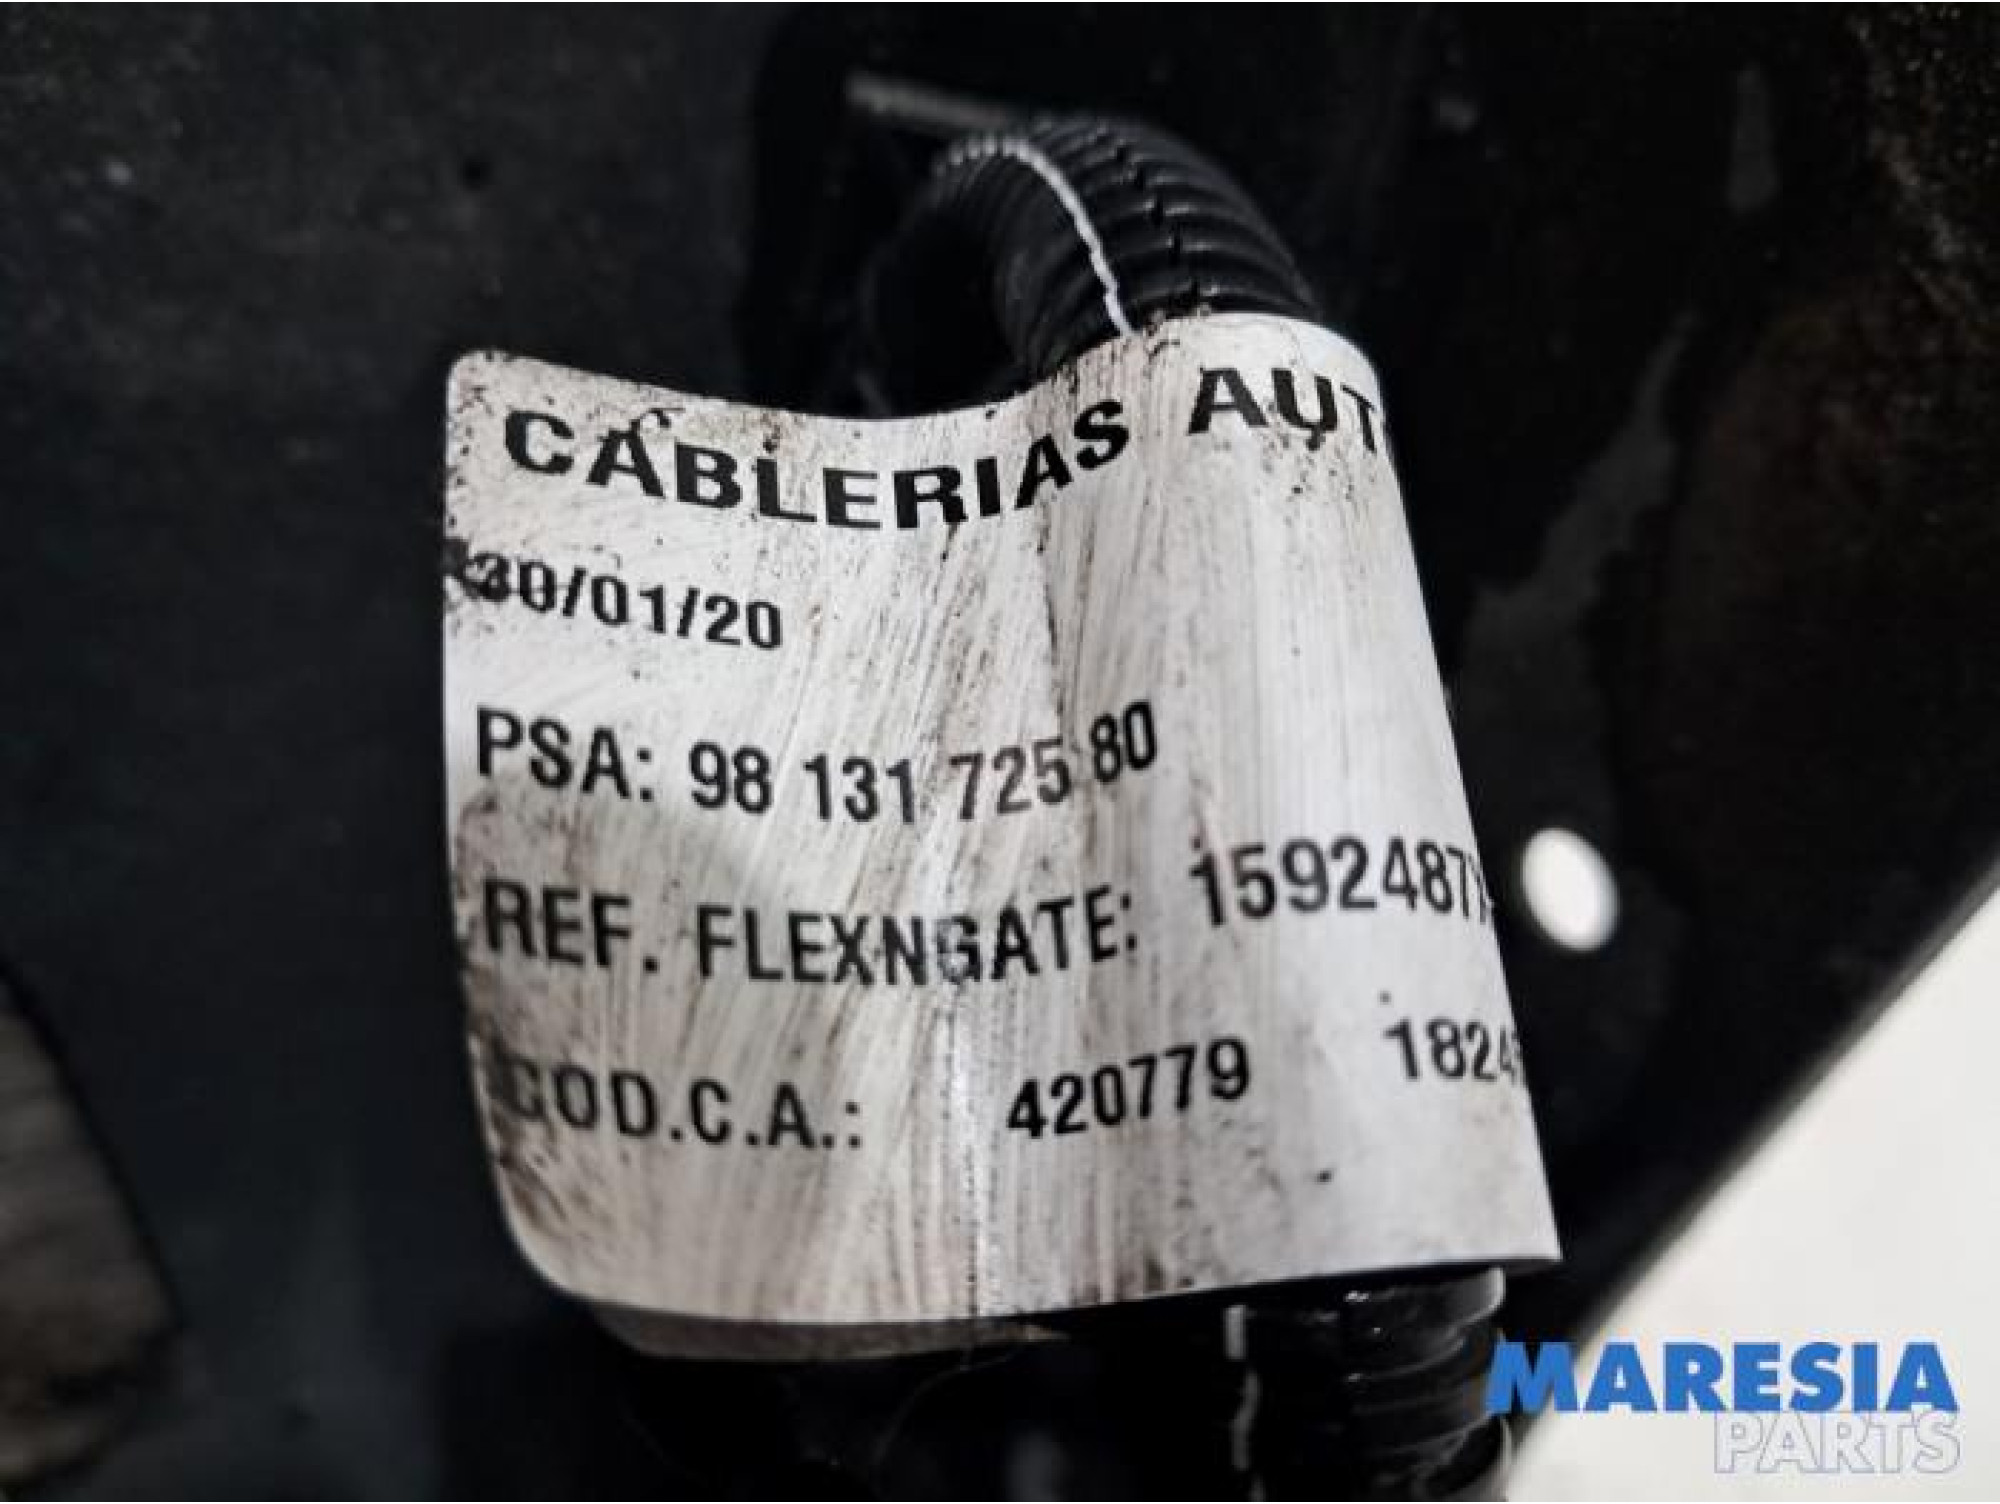 CABLERIAS AUT
30/01/20
PSA: 98 131 725 80
REF. FLEXNGATE: 1592487
COD.C.A.: 420779 1824
MARESIA
PARTS